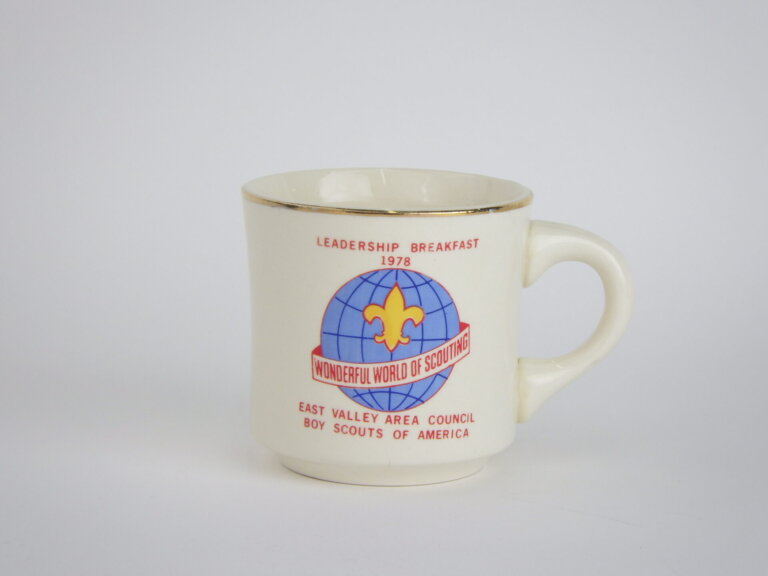 LEADERSHIP BREAKFAST
1978
WONDERFUL WORLD OF SCOUTING
EAST VALLEY AREA COUNCIL
BOY SCOUTS OF AMERICA